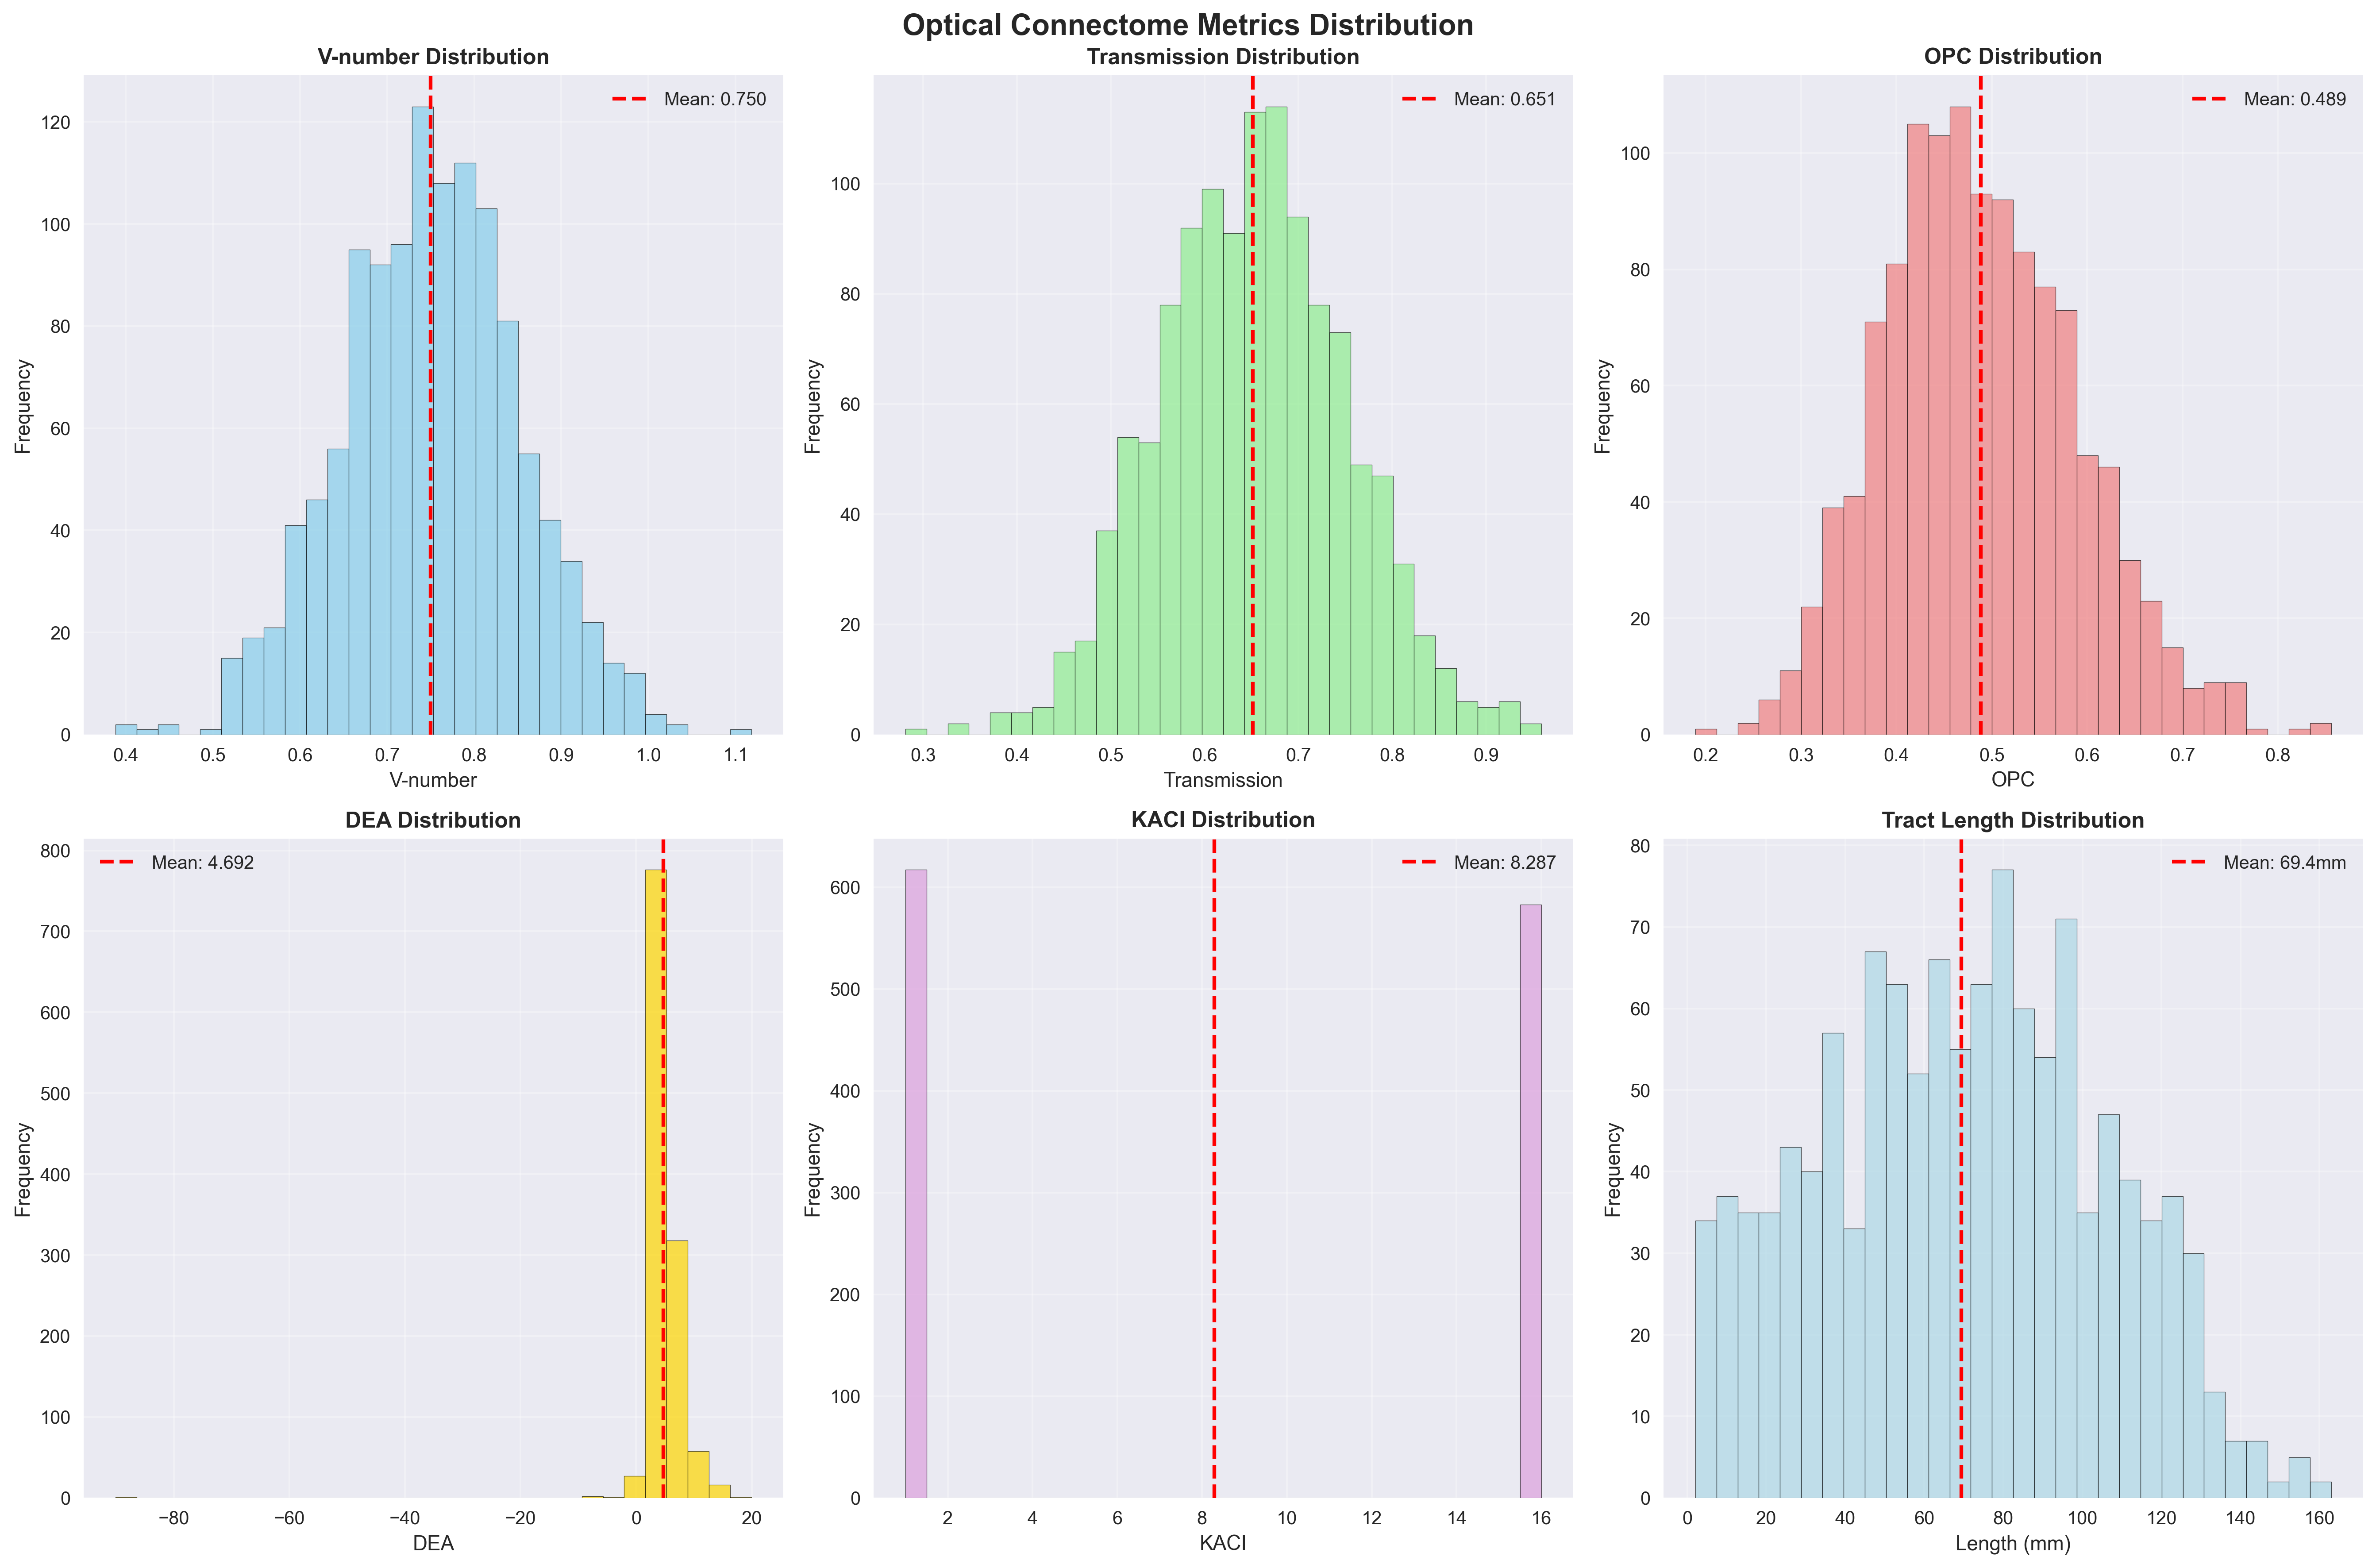 Optical Connectome Metrics Distribution
V-number Distribution
Mean: 0.750
Frequency
120
100
80
60
40
20
0
0.4 0.5 0.6 0.7 0.8 0.9 1.0 1.1
V-number
Transmission Distribution
Mean: 0.651
Frequency
100
80
60
40
20
0
0.3 0.4 0.5 0.6 0.7 0.8 0.9
Transmission
OPC Distribution
Mean: 0.489
Frequency
100
80
60
40
20
0
0.2 0.3 0.4 0.5 0.6 0.7 0.8
OPC
DEA Distribution
Mean: 4.692
Frequency
800
700
600
500
400
300
200
100
0
−80 −60 −40 −20 0 20
DEA
KACI Distribution
Mean: 8.287
Frequency
600
500
400
300
200
100
0
2 4 6 8 10 12 14 16
KACI
Tract Length Distribution
Mean: 69.4mm
Frequency
80
70
60
50
40
30
20
10
0
0 20 40 60 80 100 120 140 160
Length (mm)